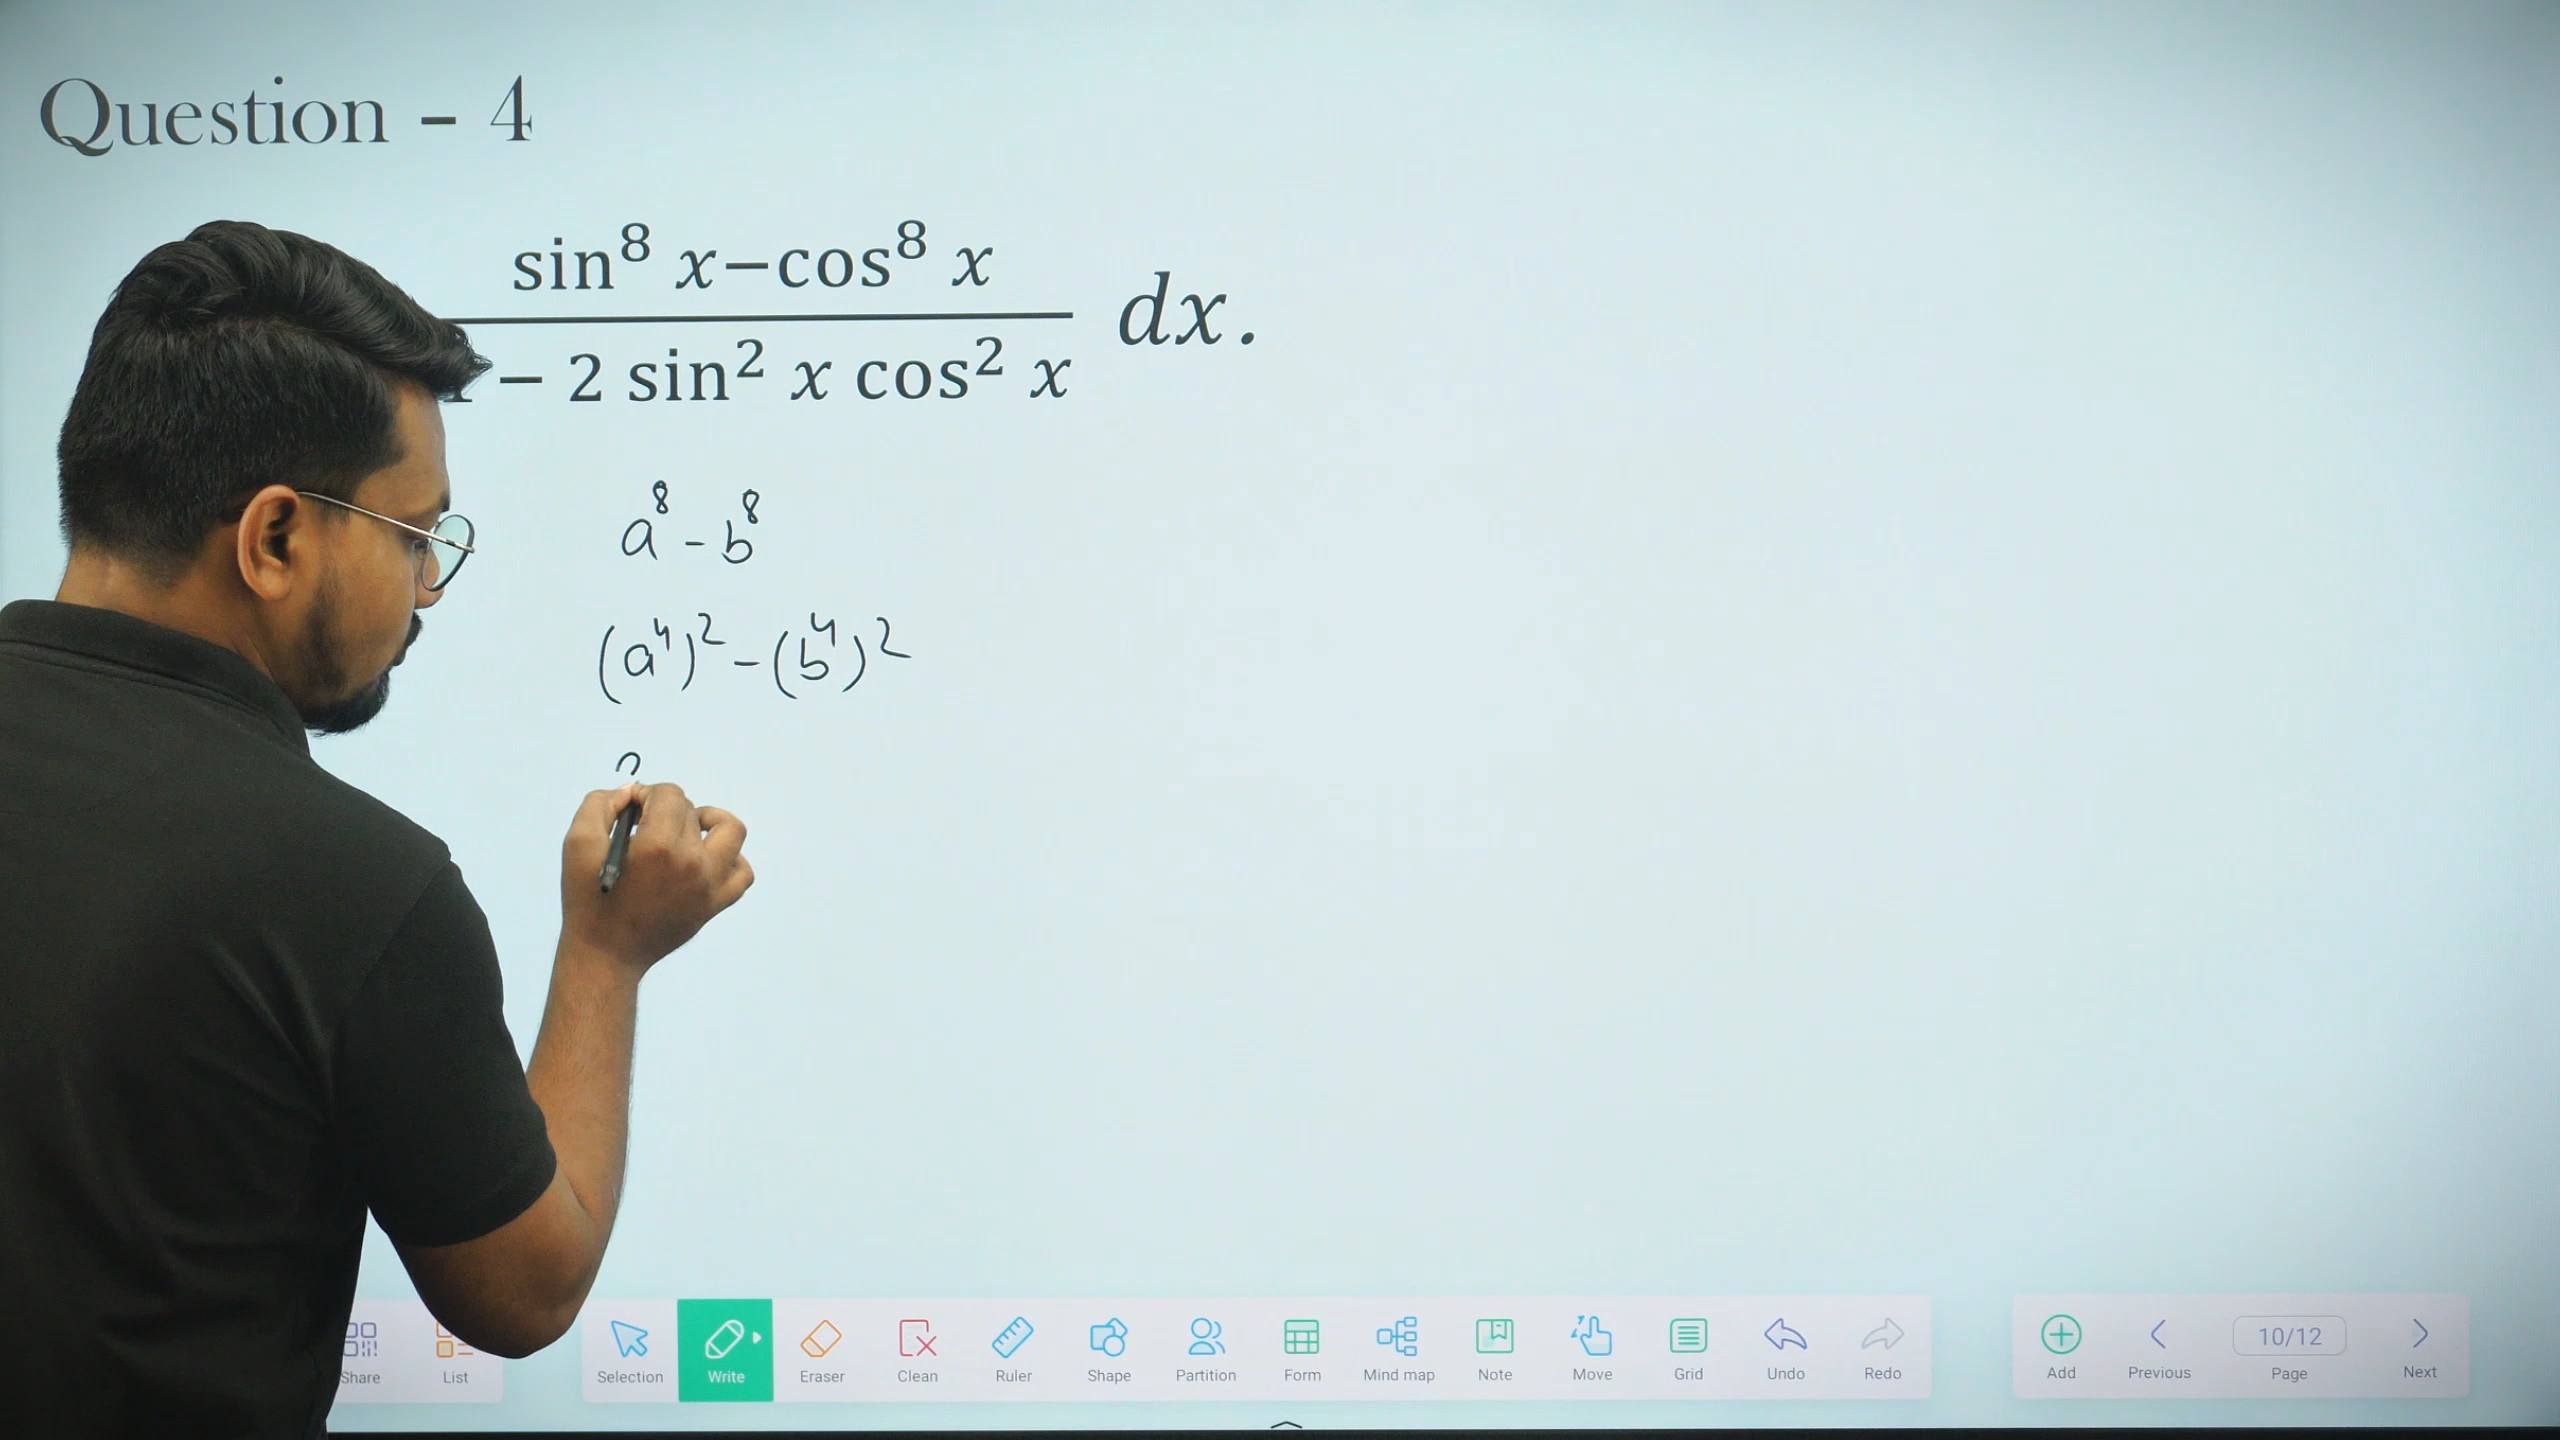 Question - 4
sin⁸ x−cos⁸ x
− 2 sin² x cos² x
dx.
a⁸ - b⁸
(a⁴)² - (b⁴)²
Share List Selection Write Eraser Clean Ruler Shape Partition Form Mind map Note Move Grid Undo Redo Add Previous 10/12 Page Next